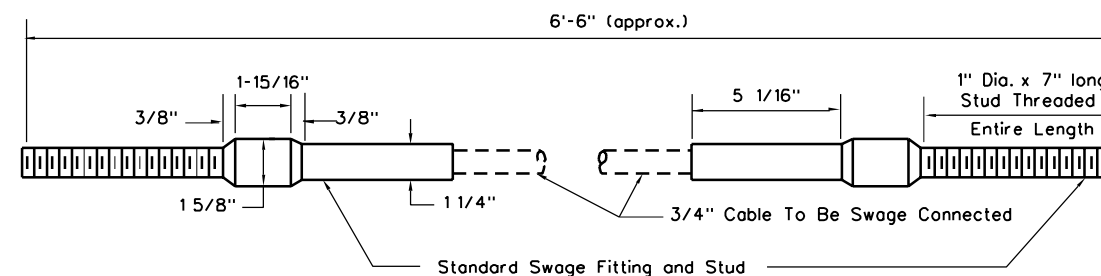 6'-6" (approx.)
1-15/16"
1" Dia. x 7" long
5 1/16"
Stud Threaded
3/8"
3/8"
Entire Length
1 5/8"
1 1/4"
3/4" Cable To Be Swage Connected
Standard Swage Fitting and Stud